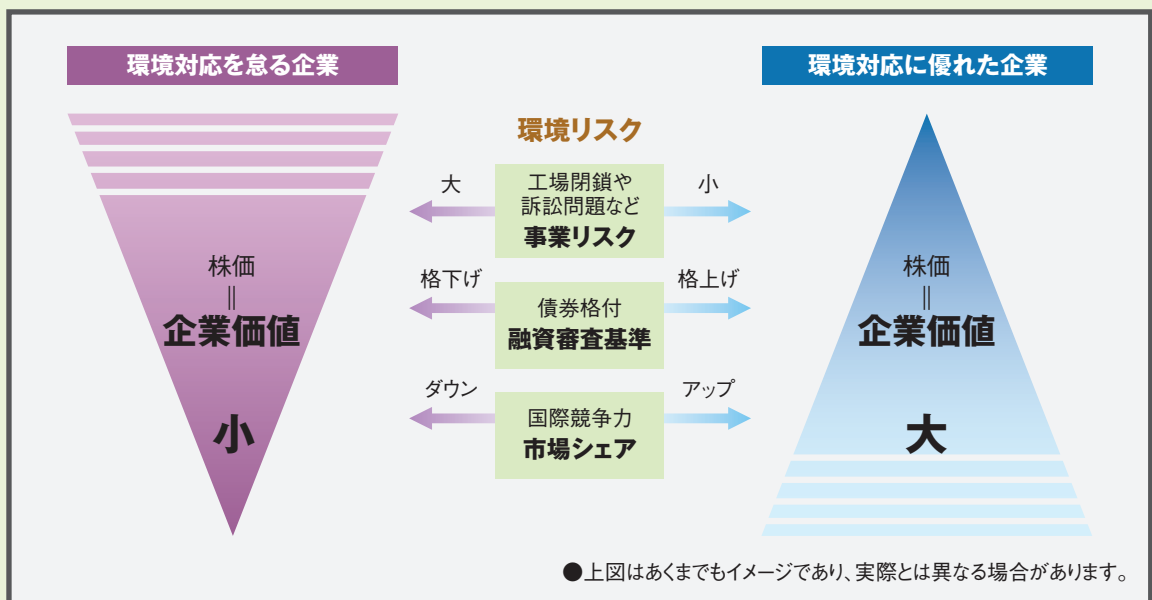 環境対応を怠る企業
環境対応に優れた企業
環境リスク
大
工場閉鎖や
訴訟問題など
事業リスク
小
格下げ
債券格付
融資審査基準
格上げ
ダウン
国際競争力
市場シェア
アップ
株価
||
企業価値
小
株価
||
企業価値
大
●上図はあくまでもイメージであり、実際とは異なる場合があります。